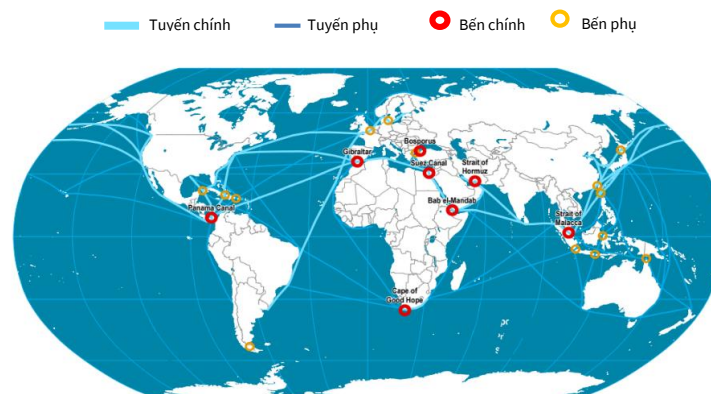 Tuyến chính
Tuyến phụ
Bến chính
Bến phụ
Bosporus
Gibraltar
Suez Canal
Strait of
Hormuz
Bab el-Mandab
Panama Canal
Strait of
Malacca
Cape of
Good Hope